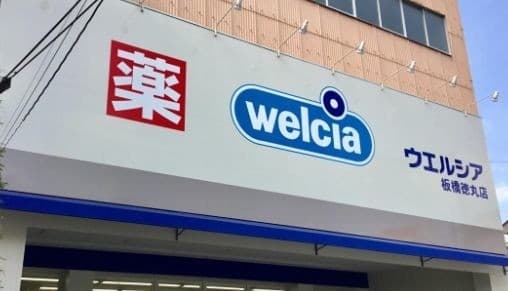 薬
welcia
ウエルシア
板橋徳丸店